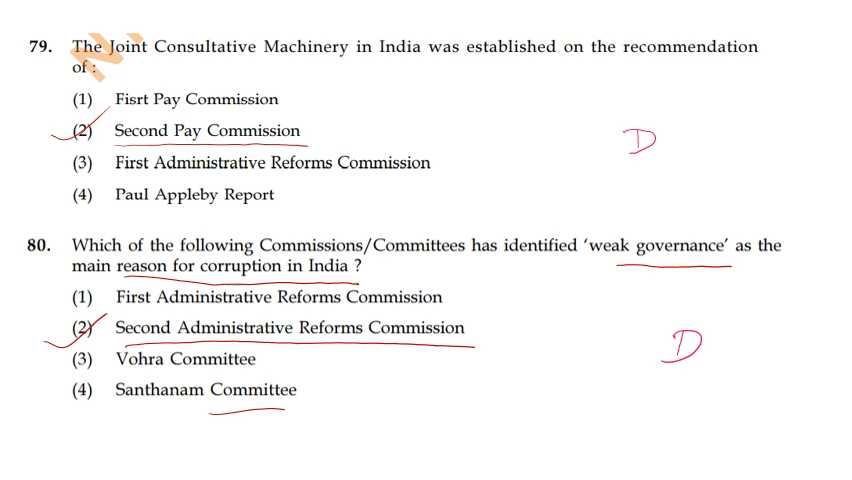 79. The Joint Consultative Machinery in India was established on the recommendation
of :
(1) Fisrt Pay Commission
(2) Second Pay Commission
(3) First Administrative Reforms Commission
(4) Paul Appleby Report
D
80. Which of the following Commissions/Committees has identified ‘weak governance’ as the
main reason for corruption in India ?
(1) First Administrative Reforms Commission
(2) Second Administrative Reforms Commission
(3) Vohra Committee
(4) Santhanam Committee
D